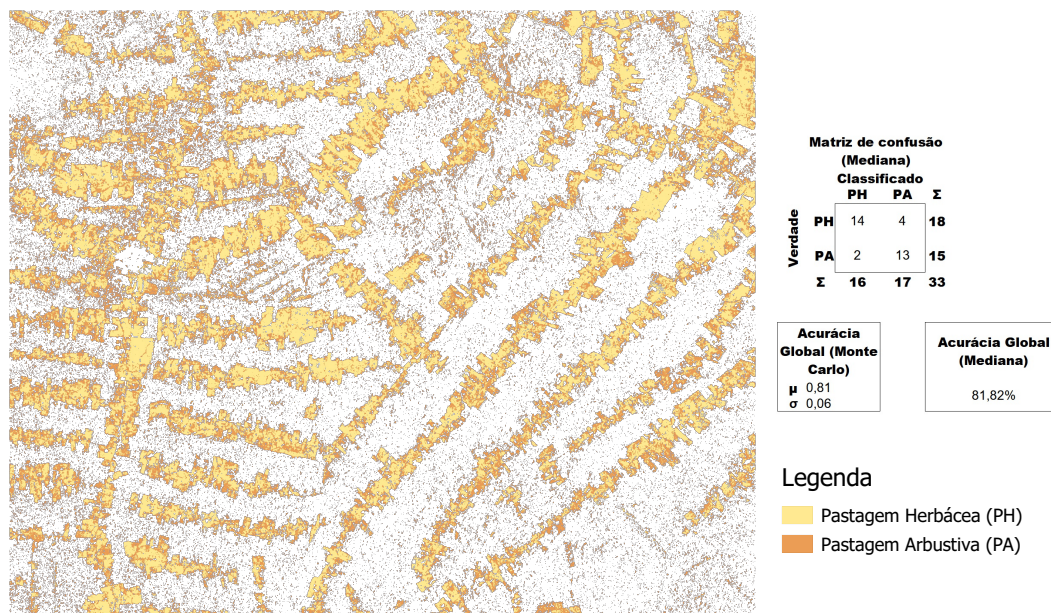 Matriz de confusão
(Mediana)
Classificado
PH PA Σ
Verdade
PH 14 4 18
PA 2 13 15
Σ 16 17 33
Acurácia
Global (Monte
Carlo)
μ 0,81
σ 0,06
Acurácia Global
(Mediana)
81,82%
Legenda
Pastagem Herbácea (PH)
Pastagem Arbustiva (PA)